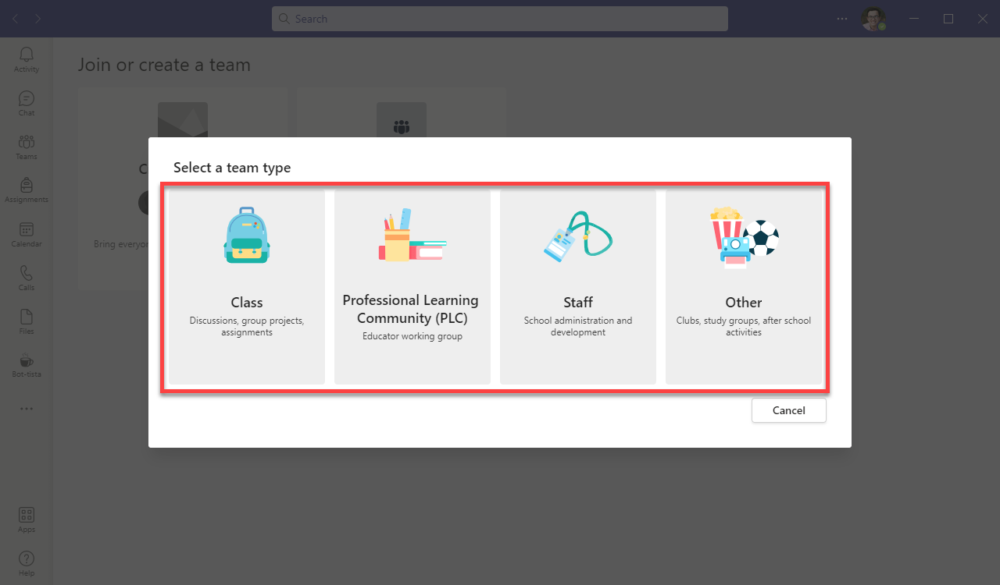 Search
Activity
Chat
Teams
Assignments
Calendar
Calls
Files
Bot-tista
Apps
Help
Join or create a team
C
Bring everyon
Select a team type
Class
Discussions, group projects,
assignments
Professional Learning
Community (PLC)
Educator working group
Staff
School administration and
development
Other
Clubs, study groups, after school
activities
Cancel